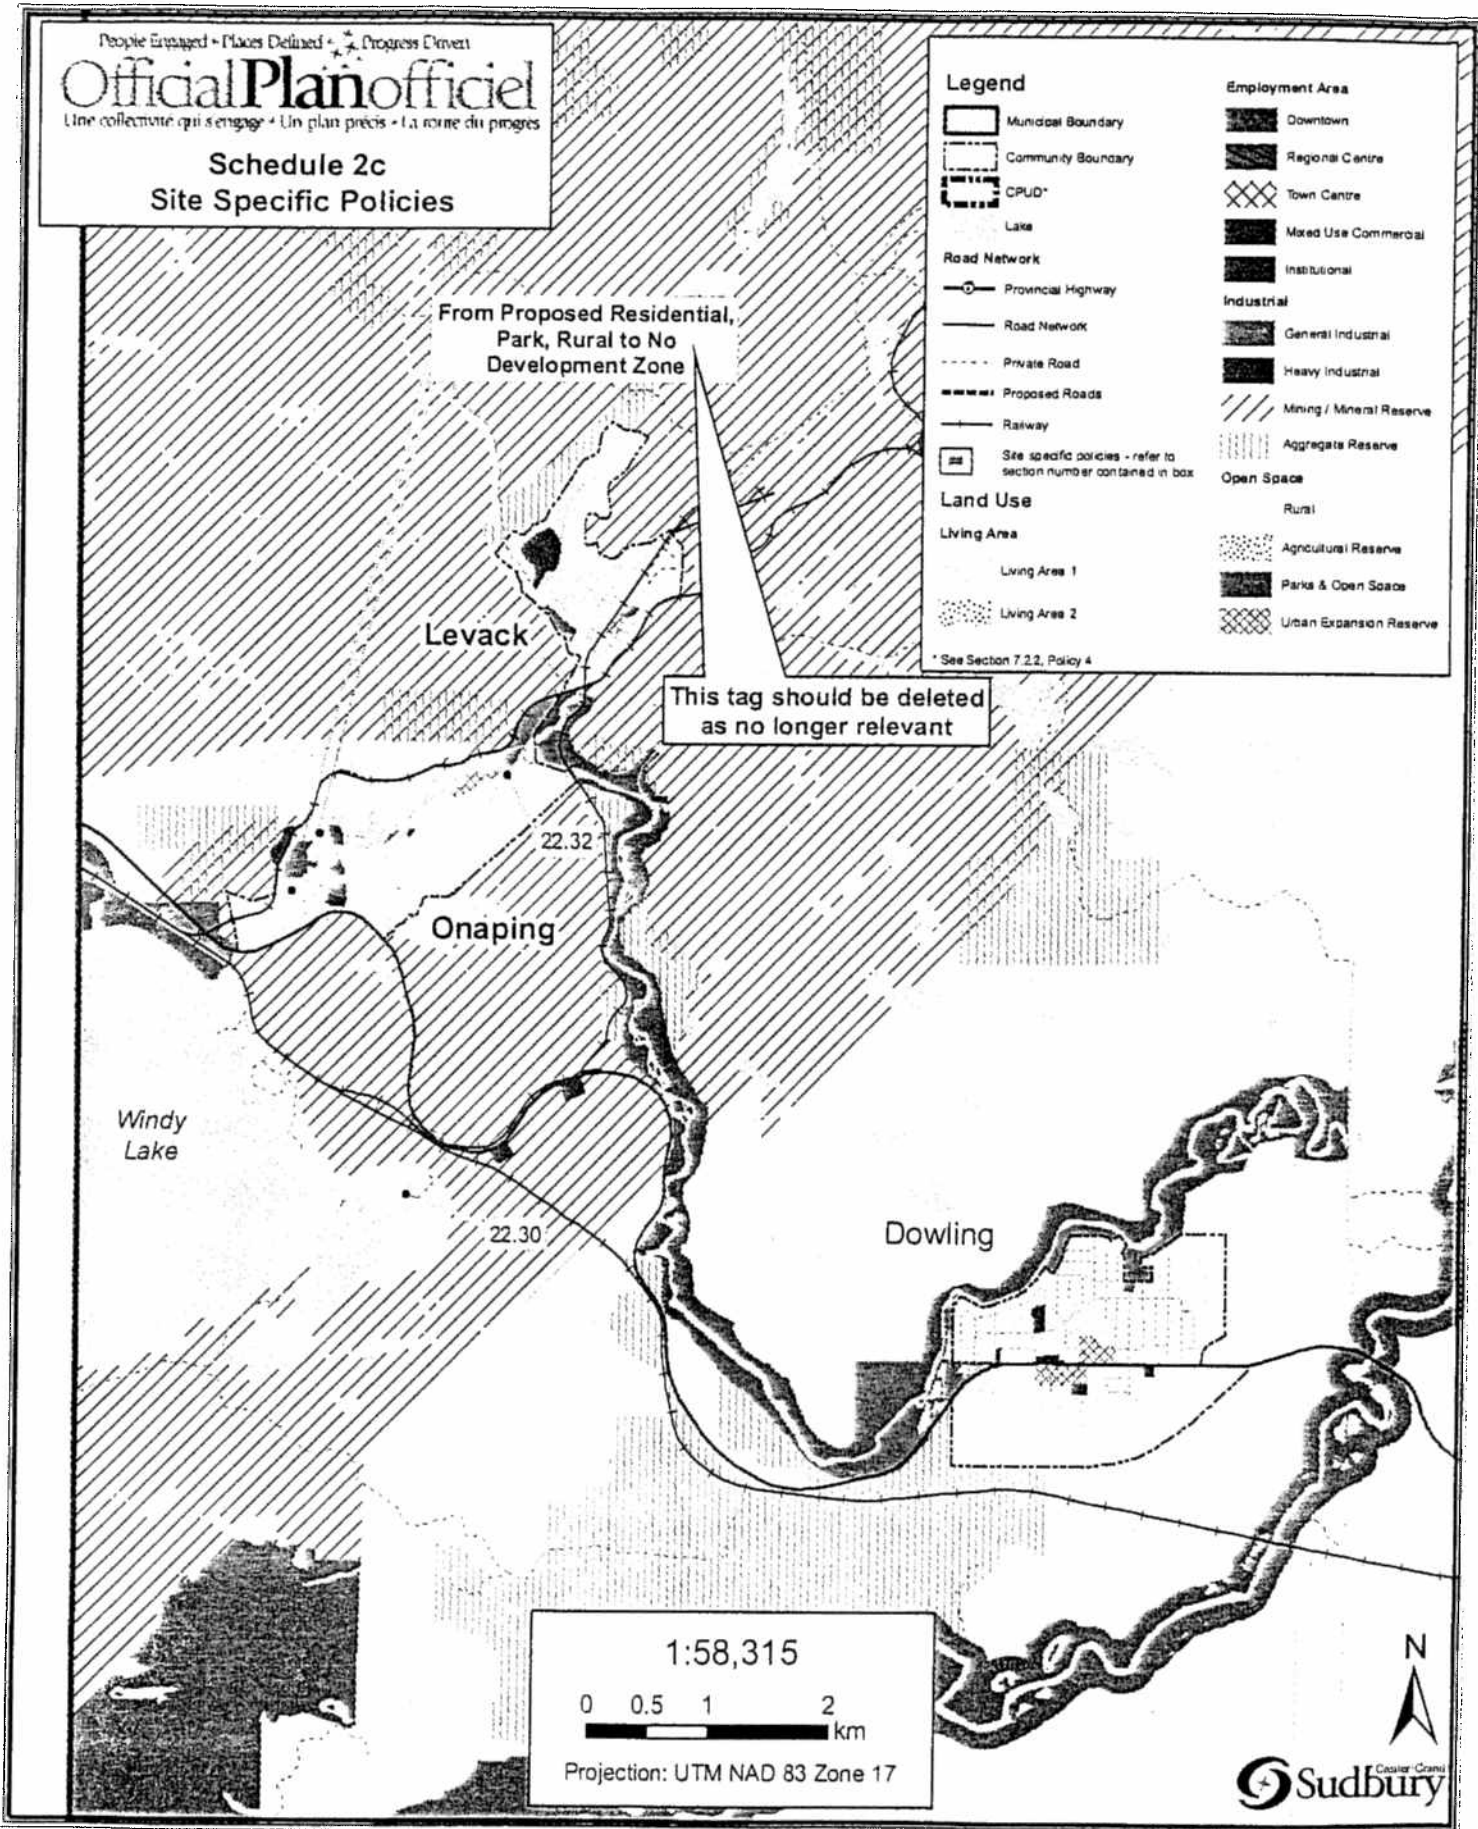 People Engaged • Places Defined • Progress Driven
OfficialPlanofficiel
Une collectivité qui s'engage • Un plan précis • La route du progrès
Schedule 2c
Site Specific Policies
Legend
Municipal Boundary
Community Boundary
CPUD*
Lake
Road Network
Provincial Highway
Road Network
Private Road
Proposed Roads
Railway
##
Site specific policies - refer to
section number contained in box
Land Use
Living Area
Living Area 1
Living Area 2
* See Section 7.2.2, Policy 4
Employment Area
Downtown
Regional Centre
Town Centre
Mixed Use Commercial
Institutional
Industrial
General Industrial
Heavy Industrial
Mining / Mineral Reserve
Aggregate Reserve
Open Space
Rural
Agricultural Reserve
Parks & Open Space
Urban Expansion Reserve
From Proposed Residential,
Park, Rural to No
Development Zone
Levack
This tag should be deleted
as no longer relevant
22.32
Onaping
Windy
Lake
22.30
Dowling
1:58,315
0 0.5 1 2
km
Projection: UTM NAD 83 Zone 17
N
Greater Grand
Sudbury